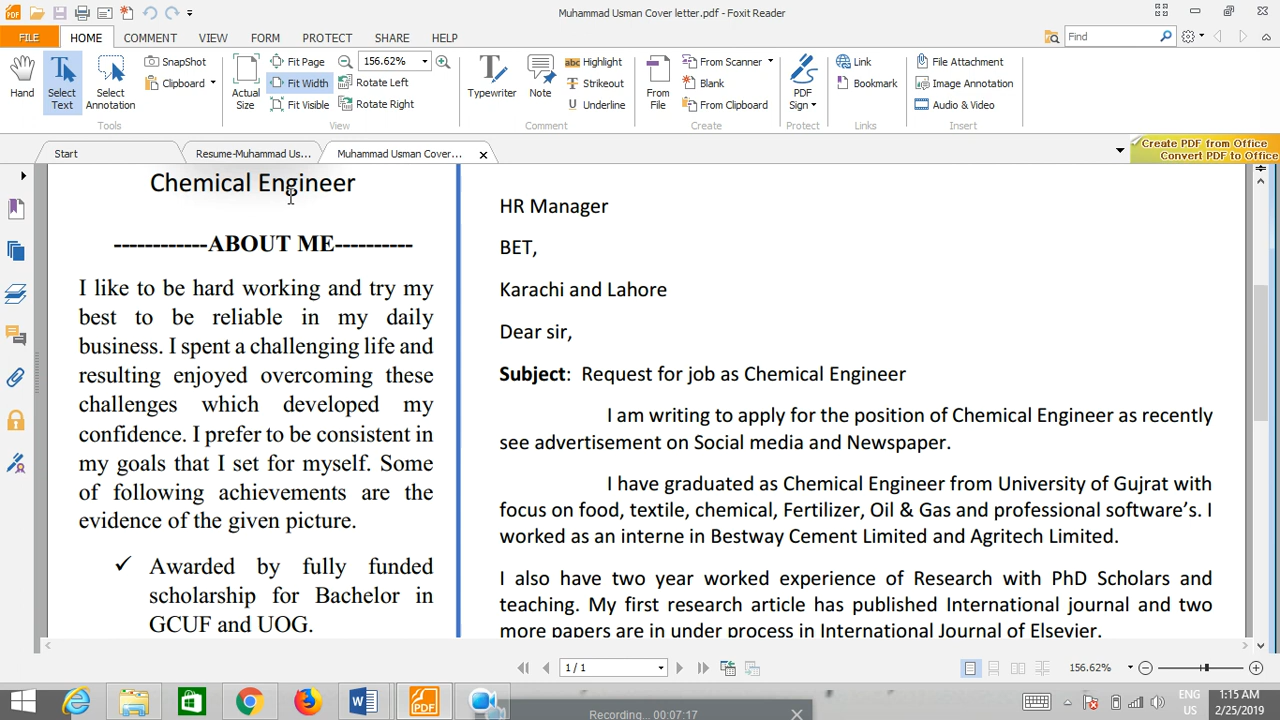 Muhammad Usman Cover letter.pdf - Foxit Reader
FILE HOME COMMENT VIEW FORM PROTECT SHARE HELP
Find
Hand
Select Text
Select Annotation
SnapShot
Clipboard
Tools
Actual Size
Fit Page
Fit Width
Fit Visible
156.62%
Rotate Left
Rotate Right
View
Typewriter
Note
Highlight
Strikeout
Underline
Comment
From File
From Scanner
Blank
From Clipboard
Create
PDF Sign
Protect
Link
Bookmark
Links
File Attachment
Image Annotation
Audio & Video
Insert
Start
Resume-Muhammad Us...
Muhammad Usman Cover...
Create PDF from Office
Convert PDF to Office
Chemical Engineer
------------ABOUT ME----------
I like to be hard working and try my
best to be reliable in my daily
business. I spent a challenging life and
resulting enjoyed overcoming these
challenges which developed my
confidence. I prefer to be consistent in
my goals that I set for myself. Some
of following achievements are the
evidence of the given picture.
✓ Awarded by fully funded
scholarship for Bachelor in
GCUF and UOG.
HR Manager
BET,
Karachi and Lahore
Dear sir,
Subject: Request for job as Chemical Engineer
I am writing to apply for the position of Chemical Engineer as recently
see advertisement on Social media and Newspaper.
I have graduated as Chemical Engineer from University of Gujrat with
focus on food, textile, chemical, Fertilizer, Oil & Gas and professional software's. I
worked as an interne in Bestway Cement Limited and Agritech Limited.
I also have two year worked experience of Research with PhD Scholars and
teaching. My first research article has published International journal and two
more papers are in under process in International Journal of Elsevier.
1 / 1
156.62%
Recording... 00:07:17
ENG
US
1:15 AM
2/25/2019